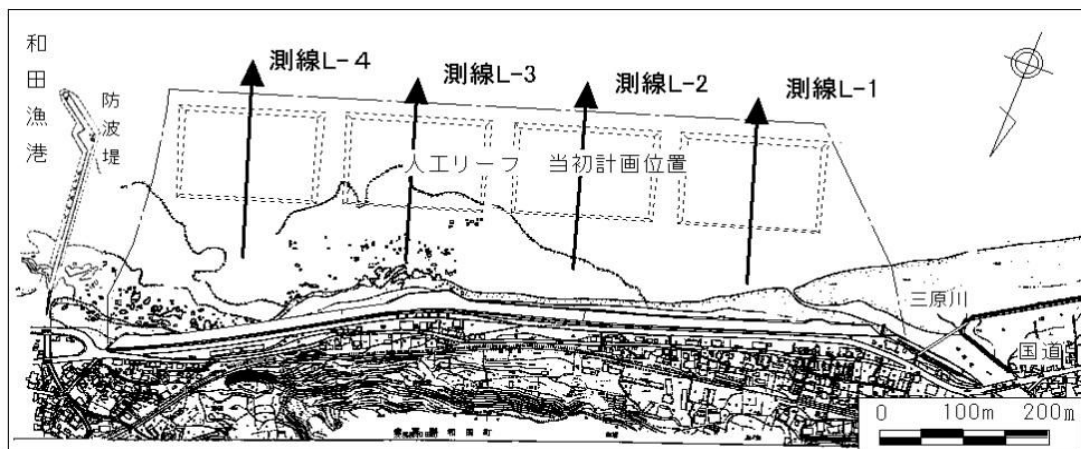 和田漁港
防波堤
測線L-4
測線L-3
測線L-2
測線L-1
人工リーフ 当初計画位置
三原川
国道
0 100m 200m